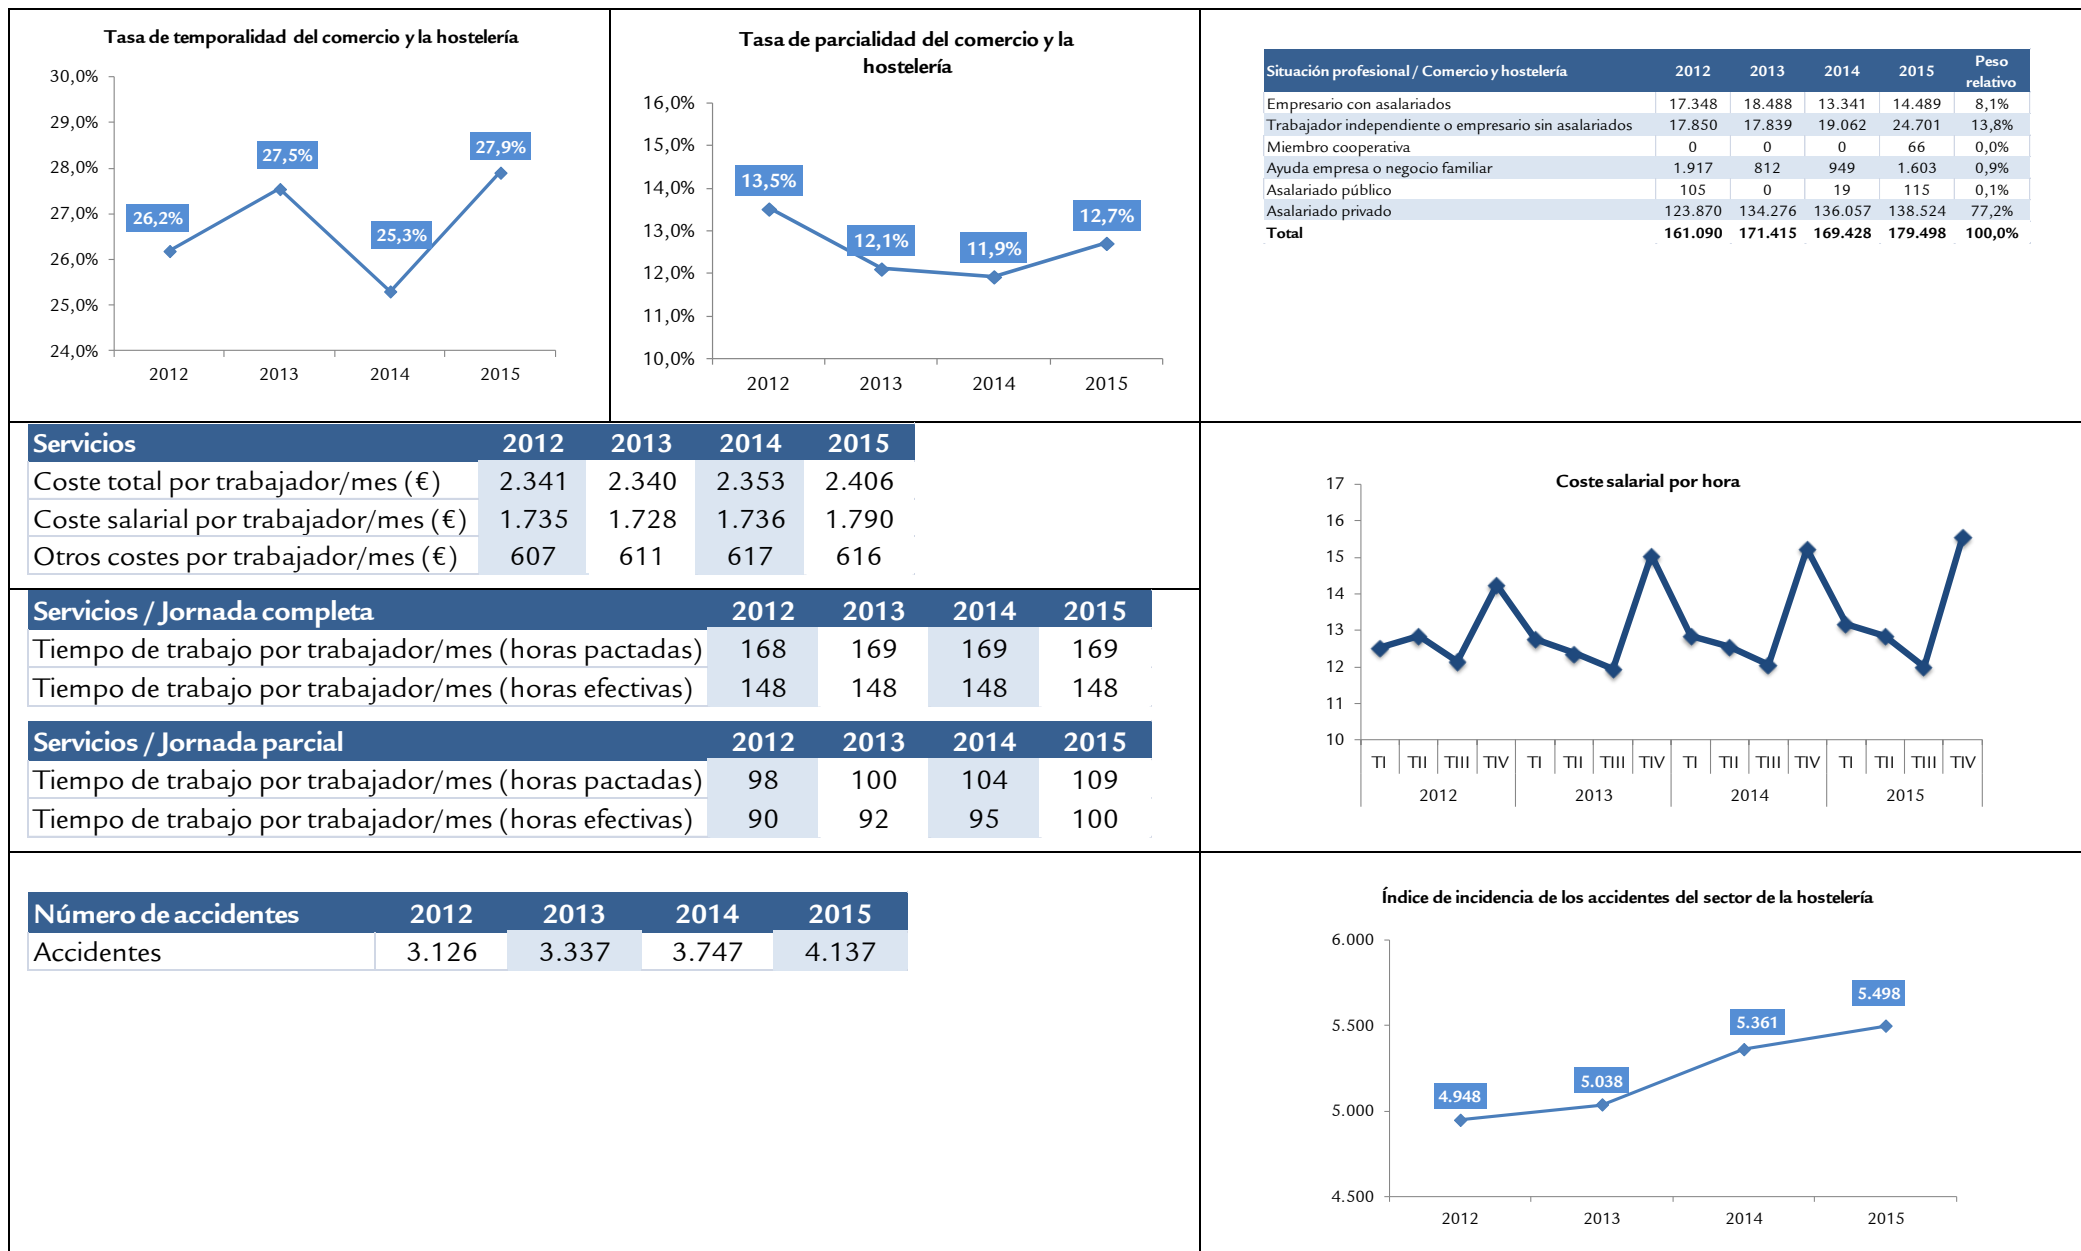 Tasa de temporalidad del comercio y la hostelería
30,0%
29,0%
28,0%
27,0%
26,0%
25,0%
24,0%
26,2%
27,5%
25,3%
27,9%
2012 2013 2014 2015
Tasa de parcialidad del comercio y la
hostelería
16,0%
15,0%
14,0%
13,0%
12,0%
11,0%
10,0%
13,5%
12,1%
11,9%
12,7%
2012 2013 2014 2015
Situación profesional / Comercio y hostelería 2012 2013 2014 2015 Peso relativo
Empresario con asalariados 17.348 18.488 13.341 14.489 8,1%
Trabajador independiente o empresario sin asalariados 17.850 17.839 19.062 24.701 13,8%
Miembro cooperativa 0 0 0 66 0,0%
Ayuda empresa o negocio familiar 1.917 812 949 1.603 0,9%
Asalariado público 105 0 19 115 0,1%
Asalariado privado 123.870 134.276 136.057 138.524 77,2%
Total 161.090 171.415 169.428 179.498 100,0%
Servicios 2012 2013 2014 2015
Coste total por trabajador/mes (€) 2.341 2.340 2.353 2.406
Coste salarial por trabajador/mes (€) 1.735 1.728 1.736 1.790
Otros costes por trabajador/mes (€) 607 611 617 616
Servicios / Jornada completa 2012 2013 2014 2015
Tiempo de trabajo por trabajador/mes (horas pactadas) 168 169 169 169
Tiempo de trabajo por trabajador/mes (horas efectivas) 148 148 148 148
Servicios / Jornada parcial 2012 2013 2014 2015
Tiempo de trabajo por trabajador/mes (horas pactadas) 98 100 104 109
Tiempo de trabajo por trabajador/mes (horas efectivas) 90 92 95 100
Coste salarial por hora
17
16
15
14
13
12
11
10
TI TII TIII TIV TI TII TIII TIV TI TII TIII TIV TI TII TIII TIV
2012 2013 2014 2015
Número de accidentes 2012 2013 2014 2015
Accidentes 3.126 3.337 3.747 4.137
Índice de incidencia de los accidentes del sector de la hostelería
6.000
5.500
5.000
4.500
4.948
5.038
5.361
5.498
2012 2013 2014 2015